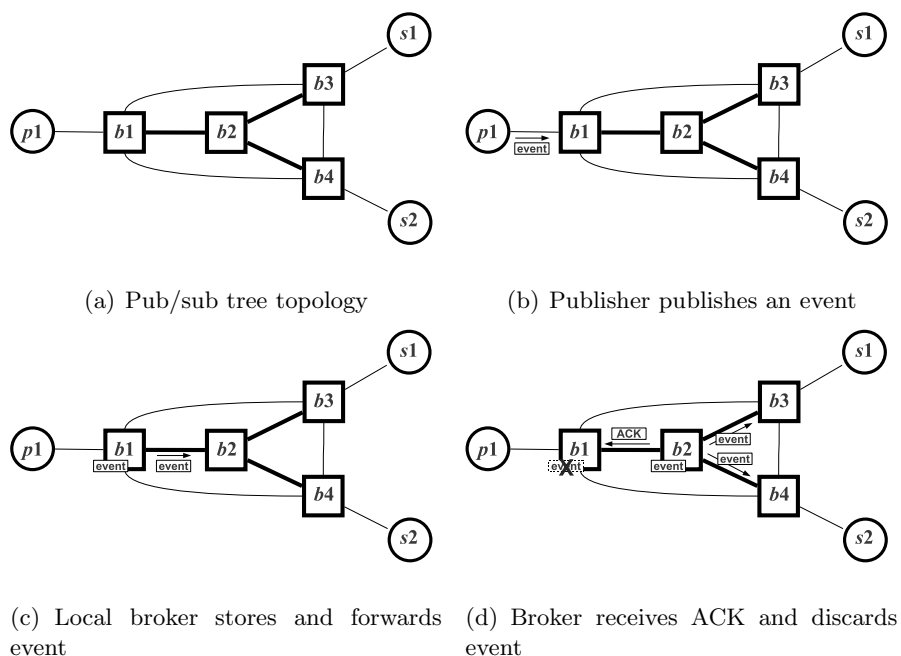 s1
b3
p1
b1
b2
b4
s2
(a) Pub/sub tree topology
s1
b3
p1
event
b1
b2
b4
s2
(b) Publisher publishes an event
s1
b3
p1
b1
event
event
b2
b4
s2
(c) Local broker stores and forwards
event
s1
b3
ACK
event
p1
b1
event
b2
event
event
b4
s2
(d) Broker receives ACK and discards
event